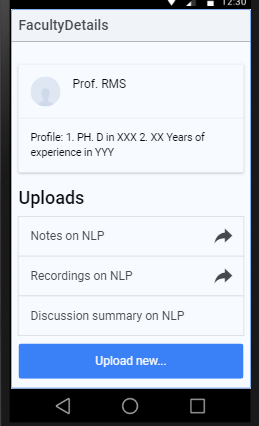 12:30
FacultyDetails
Prof. RMS
Profile: 1. PH. D in XXX 2. XX Years of
experience in YYY
Uploads
Notes on NLP
Recordings on NLP
Discussion summary on NLP
Upload new...